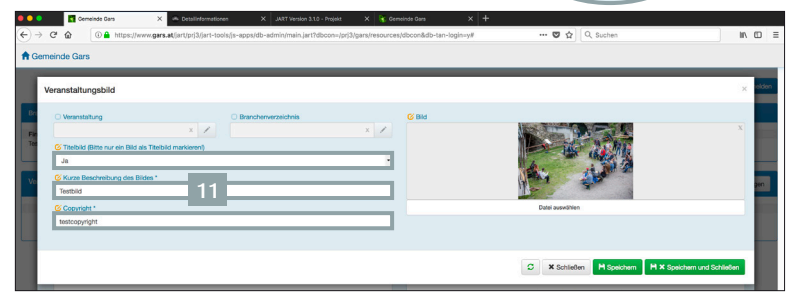 Gemeinde Gars × Detailinformationen × JART Version 3.1.0 - Projekt × Gemeinde Gars × +
https://www.gars.at/jart/prj3/jart-tools/js-apps/db-admin/main.jart?dbcon=/prj3/gars/resources/dbcon&db-tan-login=y# Suchen
Gemeinde Gars
Veranstaltungsbild ×
Veranstaltung Branchenverzeichnis Bild
x x x
Titelbild (Bitte nur ein Bild als Titelbild markieren!)
Ja
Kurze Beschreibung des Bildes *
Testbild 11
Copyright * Datei auswählen
testcopyright
Schließen Speichern Speichern und Schließen